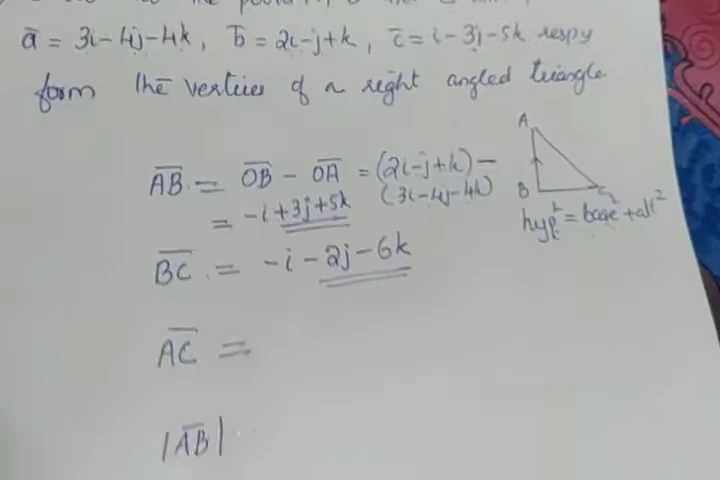 ā = 3i-4j-4k, b̄ = 2i-j+k, c̄ = i-3j-5k respy
form the vertices of a right angled triangle.
A
B
C
hyp² = base² + alt²
AB = OB - OA = (2i-j+k) -
(3i-4j-4k)
= -i+3j+5k
BC = -i-2j-6k
AC =
|AB|